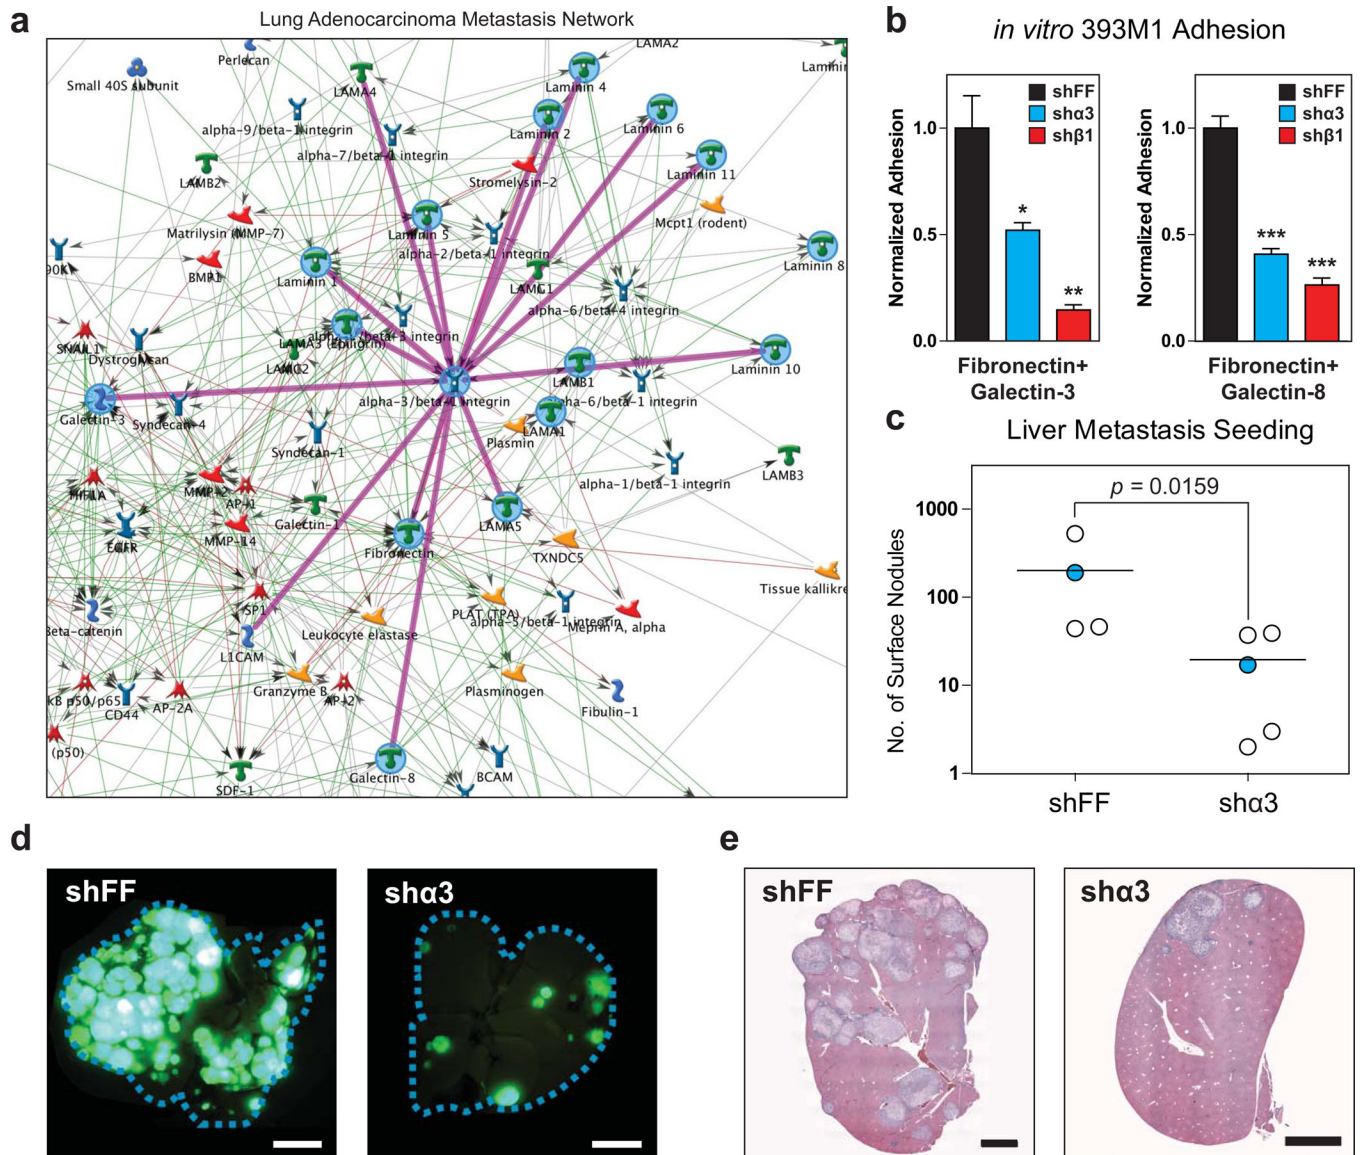 a
Lung Adenocarcinoma Metastasis Network
Perlecan
LAMA2
Small 40S subunit
LAMA4
Laminin 4
Laminin
alpha-9/beta-1 integrin
Laminin 2
Laminin 6
alpha-7/beta-1 integrin
LAMB2
Stromelysin-2
Laminin 11
Matrilysin (MMP-7)
Laminin 5
Mcpt1 (rodent)
alpha-2/beta-1 integrin
BMP1
Laminin 1
LAMG1
Laminin 8
alpha-6/beta-4 integrin
SNAIL1
Dystroglysan
LAMA3 (Epiligrin)
LAMC2
LAMB1
Laminin 10
alpha-3/beta-1 integrin
alpha-6/beta-1 integrin
Galectin-3
Syndecan-4
Syndecan-1
Plasmin
LAMA1
alpha-1/beta-1 integrin
LAMB3
HIF1A
MMP-2
AP-1
Galectin-1
LAMA5
EGFR
MMP-14
Fibronectin
TXNDC5
Tissue kallikre
SP1
PLAT (TPA)
alpha-5/beta-1 integrin
Meprin A, alpha
Beta-catenin
L1CAM
Leukocyte elastase
kB p50/p65
CD44
AP-2A
Granzyme B
AP-2
Plasminogen
Fibulin-1
(p50)
SDF-1
Galectin-8
BCAM
b
in vitro 393M1 Adhesion
Normalized Adhesion
1.0
0.5
0.0
shFF
shα3
shβ1
*
**
Fibronectin+
Galectin-3
Normalized Adhesion
1.0
0.5
0.0
shFF
shα3
shβ1
***
***
Fibronectin+
Galectin-8
c
Liver Metastasis Seeding
No. of Surface Nodules
1000
100
10
1
p = 0.0159
shFF
shα3
d
shFF
shα3
e
shFF
shα3